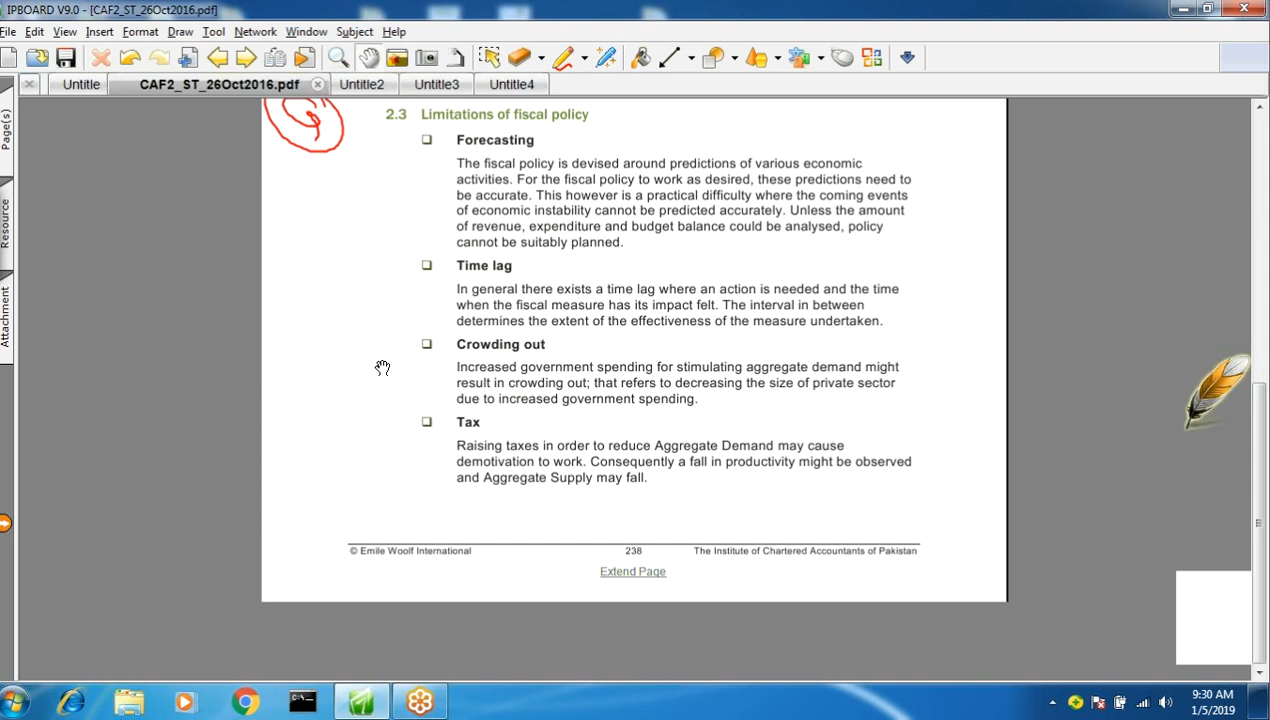 IPBOARD V9.0 - [CAF2_ST_26Oct2016.pdf]
File Edit View Insert Format Draw Tool Network Window Subject Help
Untitle CAF2_ST_26Oct2016.pdf Untitle2 Untitle3 Untitle4
Page(s)
Resource
Attachment
2.3 Limitations of fiscal policy
Forecasting
The fiscal policy is devised around predictions of various economic
activities. For the fiscal policy to work as desired, these predictions need to
be accurate. This however is a practical difficulty where the coming events
of economic instability cannot be predicted accurately. Unless the amount
of revenue, expenditure and budget balance could be analysed, policy
cannot be suitably planned.
Time lag
In general there exists a time lag where an action is needed and the time
when the fiscal measure has its impact felt. The interval in between
determines the extent of the effectiveness of the measure undertaken.
Crowding out
Increased government spending for stimulating aggregate demand might
result in crowding out; that refers to decreasing the size of private sector
due to increased government spending.
Tax
Raising taxes in order to reduce Aggregate Demand may cause
demotivation to work. Consequently a fall in productivity might be observed
and Aggregate Supply may fall.
© Emile Woolf International 238 The Institute of Chartered Accountants of Pakistan
Extend Page
9:30 AM
1/5/2019